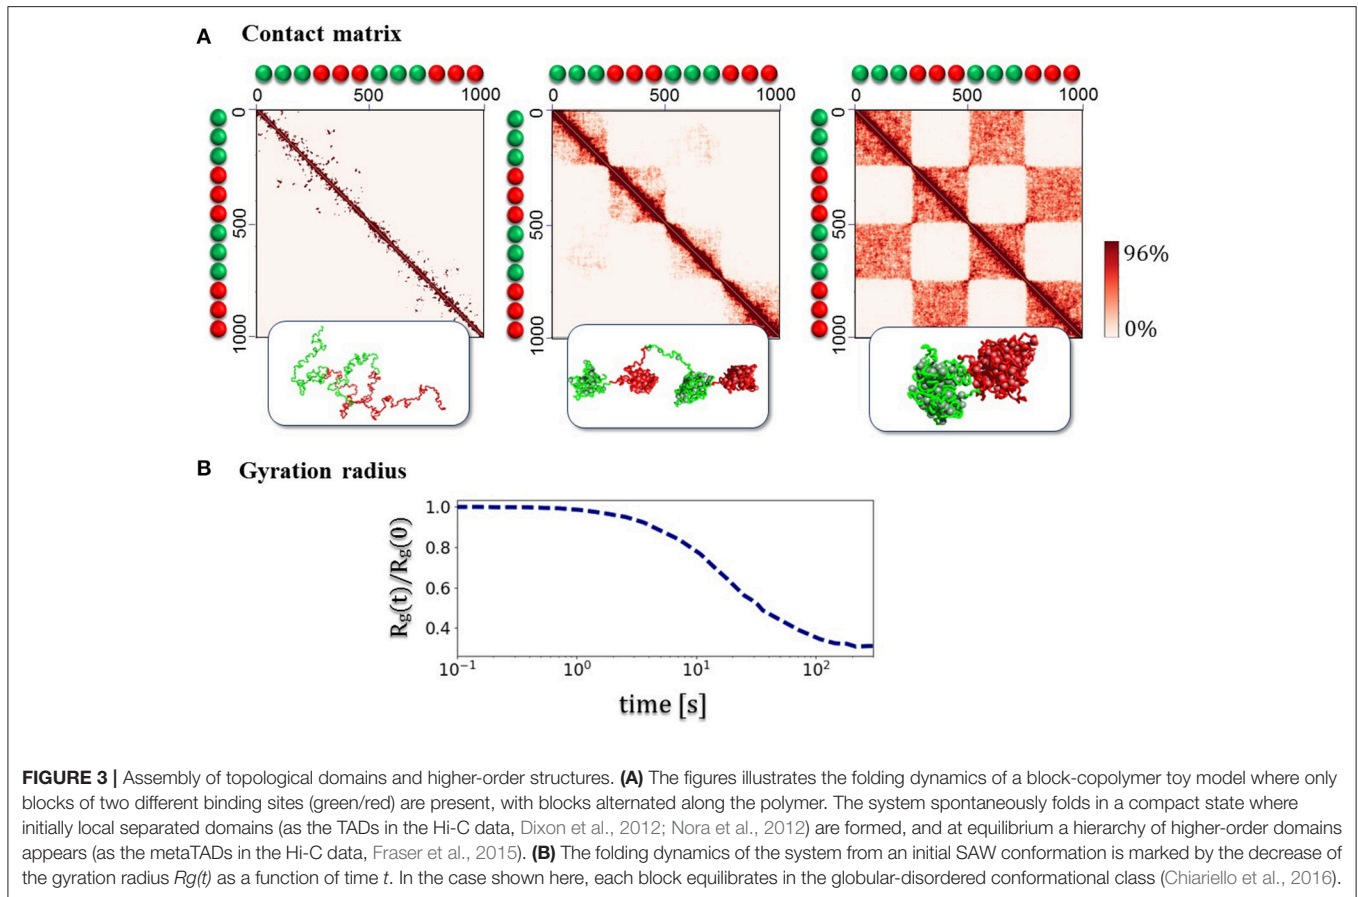 A Contact matrix
0 500 1000
0 500 1000
0 500 1000
0
500
1000
0
500
1000
0
500
1000
96%
0%
B Gyration radius
1.0
0.8
0.6
0.4
Rg(t)/Rg(0)
10⁻¹ 10⁰ 10¹ 10²
time [s]
FIGURE 3 | Assembly of topological domains and higher-order structures. (A) The figures illustrates the folding dynamics of a block-copolymer toy model where only
blocks of two different binding sites (green/red) are present, with blocks alternated along the polymer. The system spontaneously folds in a compact state where
initially local separated domains (as the TADs in the Hi-C data, Dixon et al., 2012; Nora et al., 2012) are formed, and at equilibrium a hierarchy of higher-order domains
appears (as the metaTADs in the Hi-C data, Fraser et al., 2015). (B) The folding dynamics of the system from an initial SAW conformation is marked by the decrease of
the gyration radius Rg(t) as a function of time t. In the case shown here, each block equilibrates in the globular-disordered conformational class (Chiariello et al., 2016).